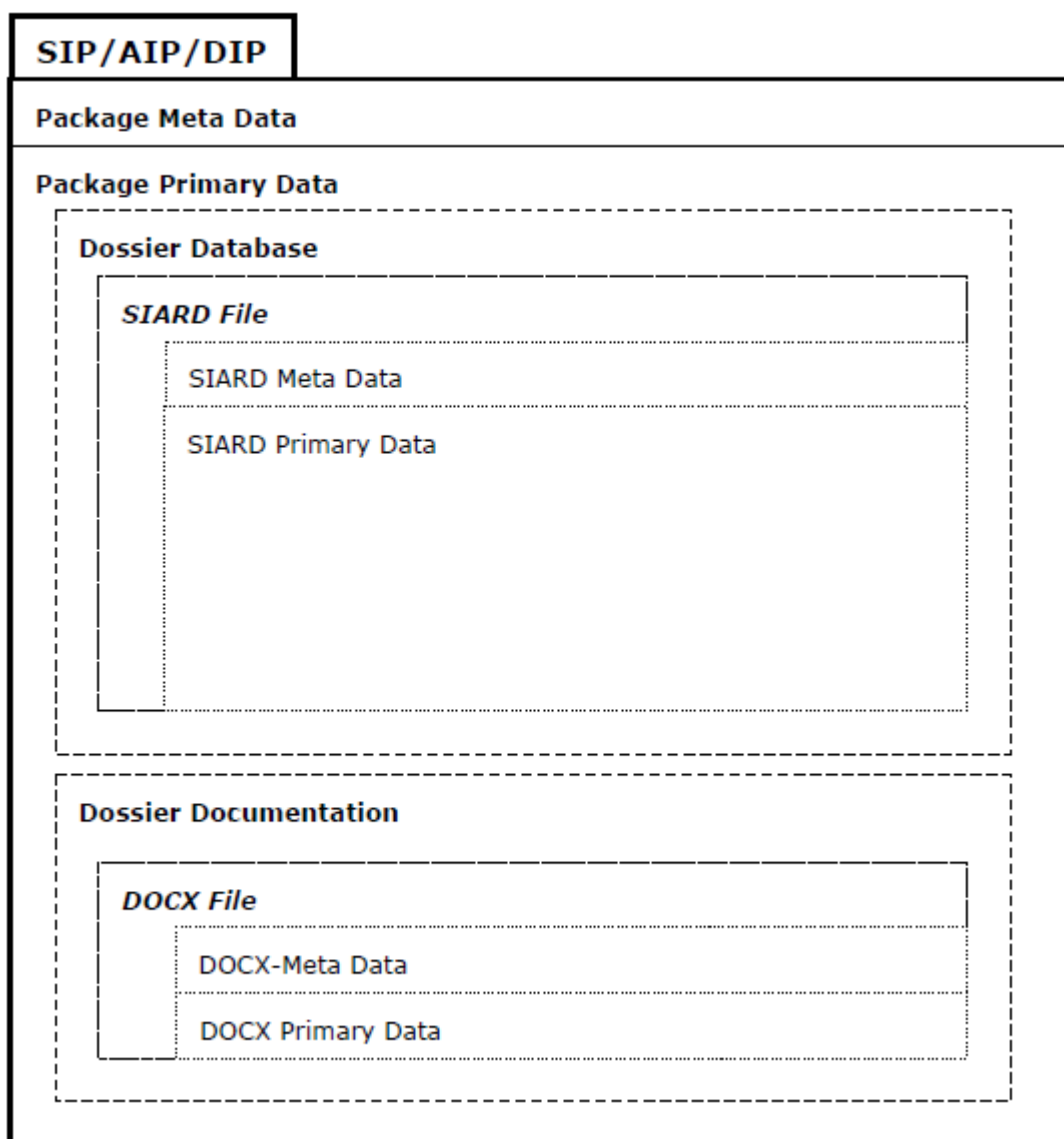 SIP/AIP/DIP
Package Meta Data
Package Primary Data
Dossier Database
SIARD File
SIARD Meta Data
SIARD Primary Data
Dossier Documentation
DOCX File
DOCX-Meta Data
DOCX Primary Data